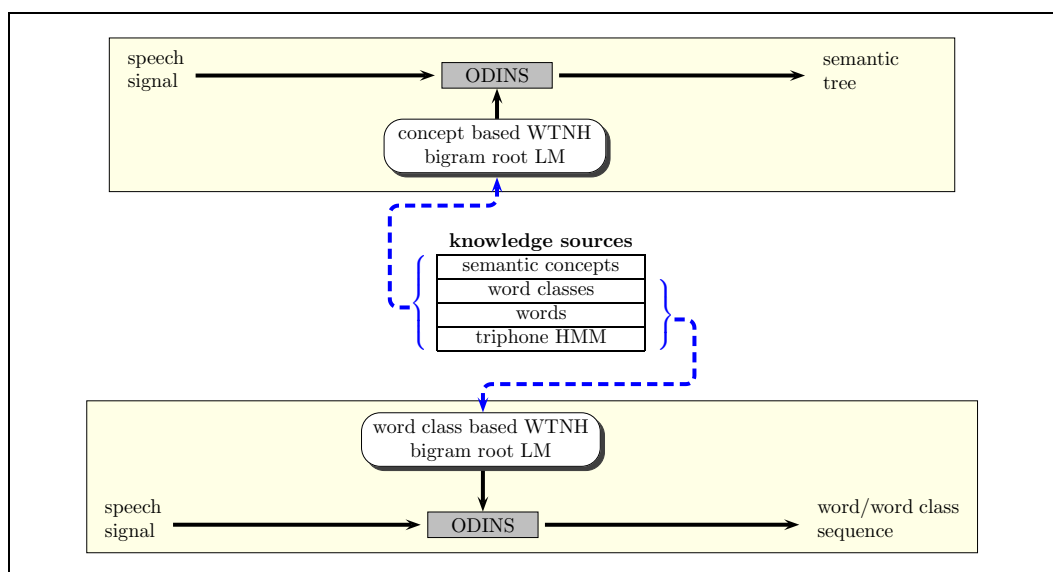 speech
signal
ODINS
semantic
tree
concept based WTNH
bigram root LM
knowledge sources
semantic concepts
word classes
words
triphone HMM
word class based WTNH
bigram root LM
speech
signal
ODINS
word/word class
sequence